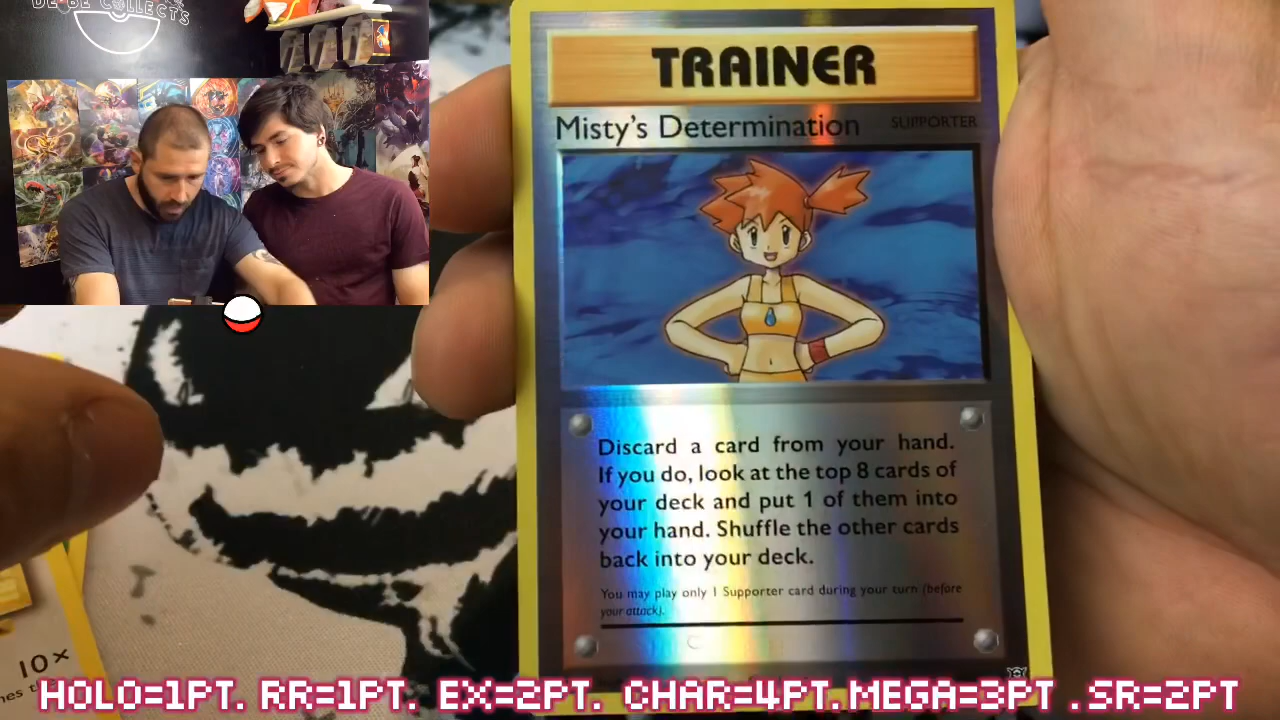 DEBE COLLECTS
TRAINER
Misty's Determination SUPPORTER
Discard a card from your hand.
If you do, look at the top 8 cards of
your deck and put 1 of them into
your hand. Shuffle the other cards
back into your deck.
You may play only 1 Supporter card during your turn (before
your attack).
10×
HOLO=1PT. RR=1PT. EX=2PT. CHAR=4PT.MEGA=3PT .SR=2PT